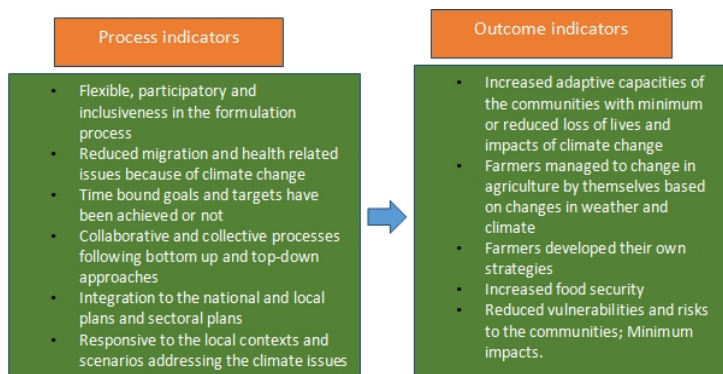 Process indicators
• Flexible, participatory and
inclusiveness in the formulation
process
• Reduced migration and health related
issues because of climate change
• Time bound goals and targets have
been achieved or not
• Collaborative and collective processes
following bottom up and top-down
approaches
• Integration to the national and local
plans and sectoral plans
• Responsive to the local contexts and
scenarios addressing the climate issues
Outcome indicators
• Increased adaptive capacities of
the communities with minimum
or reduced loss of lives and
impacts of climate change
• Farmers managed to change in
agriculture by themselves based
on changes in weather and
climate
• Farmers developed their own
strategies
• Increased food security
• Reduced vulnerabilities and risks
to the communities; Minimum
impacts.